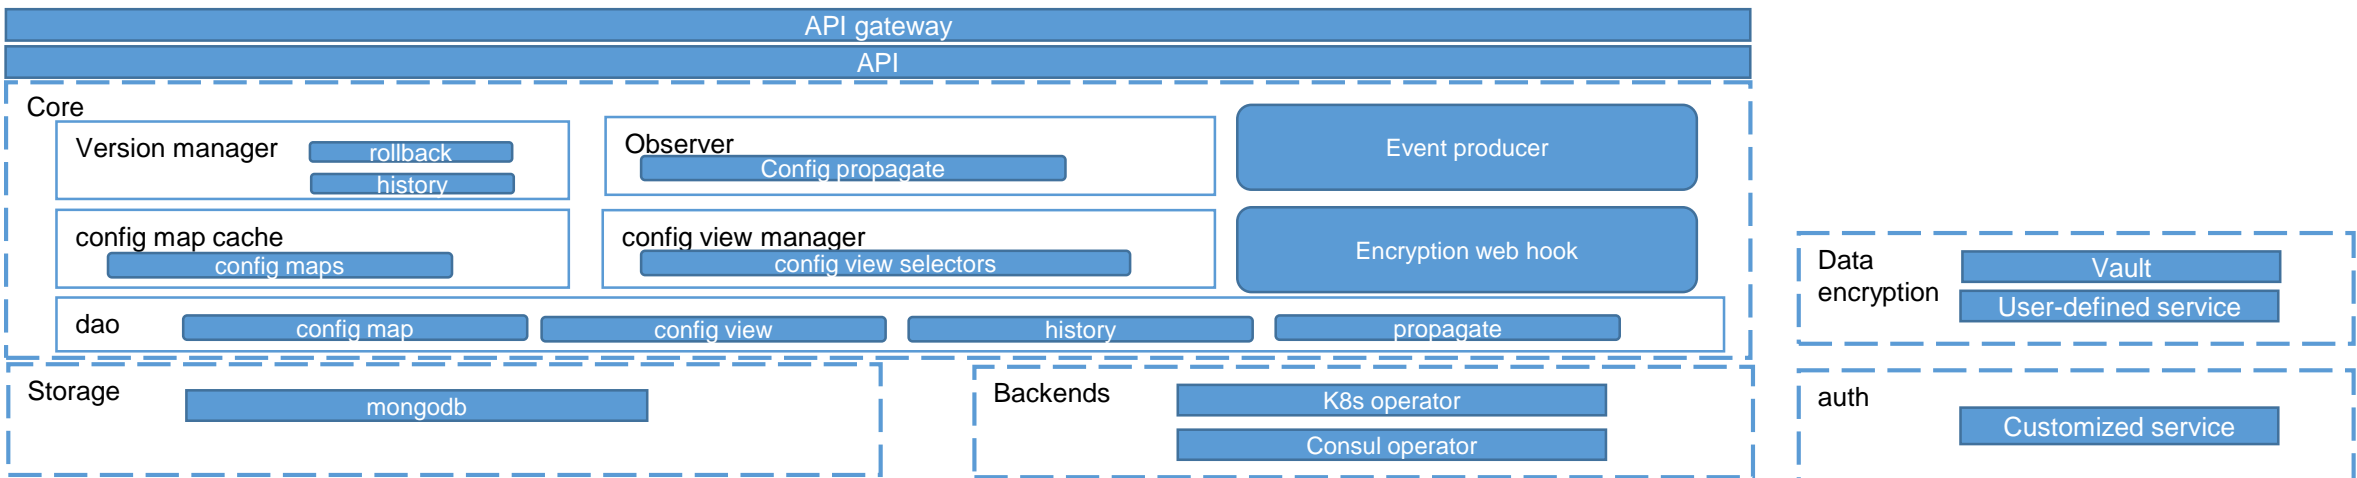 API gateway
API
Core
Version manager
rollback
history
Observer
Config propagate
Event producer
config map cache
config maps
config view manager
config view selectors
Encryption web hook
dao
config map
config view
history
propagate
Storage
mongodb
Backends
K8s operator
Consul operator
Data
encryption
Vault
User-defined service
auth
Customized service